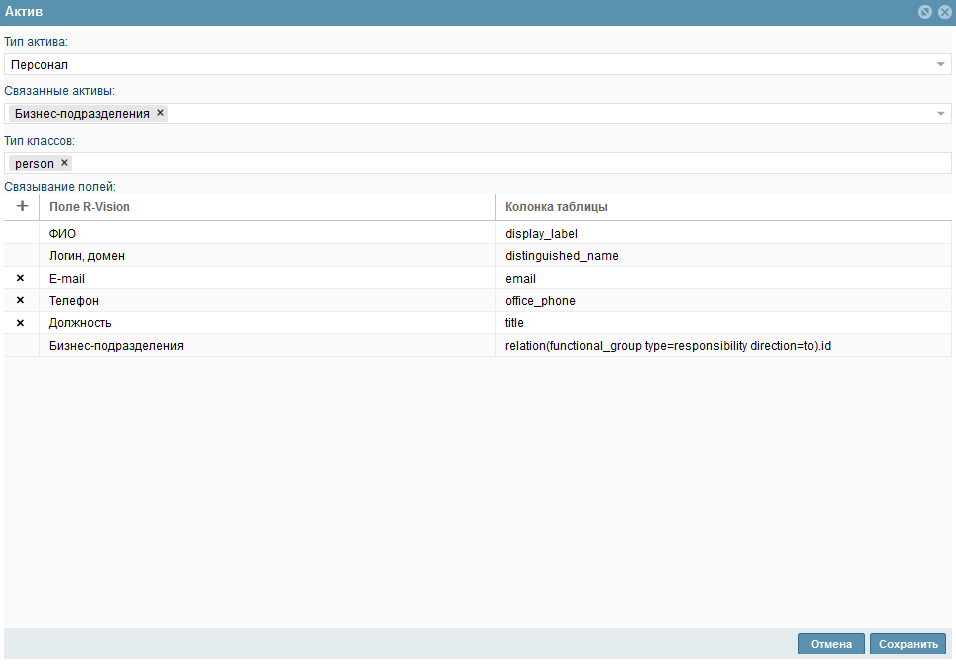 Актив
Тип актива:
Персонал
Связанные активы:
Бизнес-подразделения ×
Тип классов:
person ×
Связывание полей:
+ Поле R-Vision Колонка таблицы
ФИО display_label
Логин, домен distinguished_name
× E-mail email
× Телефон office_phone
× Должность title
Бизнес-подразделения relation(functional_group type=responsibility direction=to).id
Отмена Сохранить